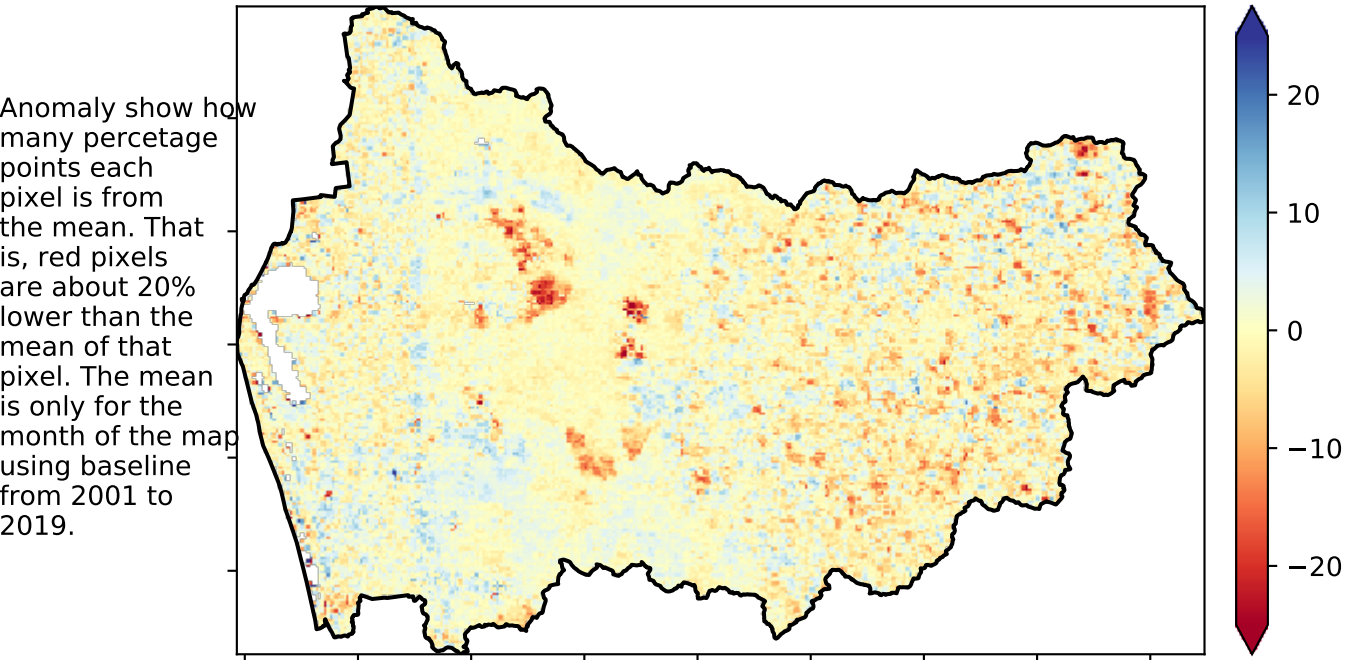 Anomaly show how
many percetage
points each
pixel is from
the mean. That
is, red pixels
are about 20%
lower than the
mean of that
pixel. The mean
is only for the
month of the map
using baseline
from 2001 to
2019.
20
10
0
−10
−20